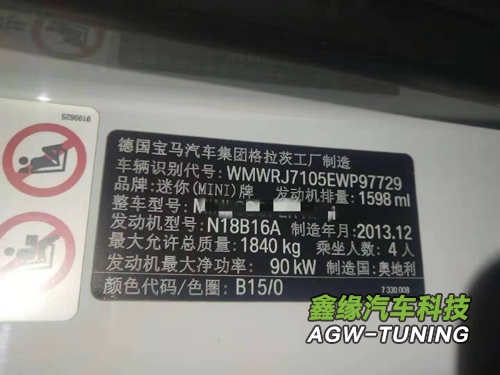 9199625
德国宝马汽车集团格拉茨工厂制造
车辆识别代号: WMWRJ7105EWP97729
品牌: 迷你(MINI)牌 发动机排量: 1598 ml
整车型号:
发动机型号: N18B16A 制造年月: 2013.12
最大允许总质量: 1840 kg 乘坐人数: 4 人
发动机最大净功率: 90 kW 制造国: 奥地利
颜色代码/色圈: B15/0
7 330 008
鑫缘汽车科技
AGW-TUNING